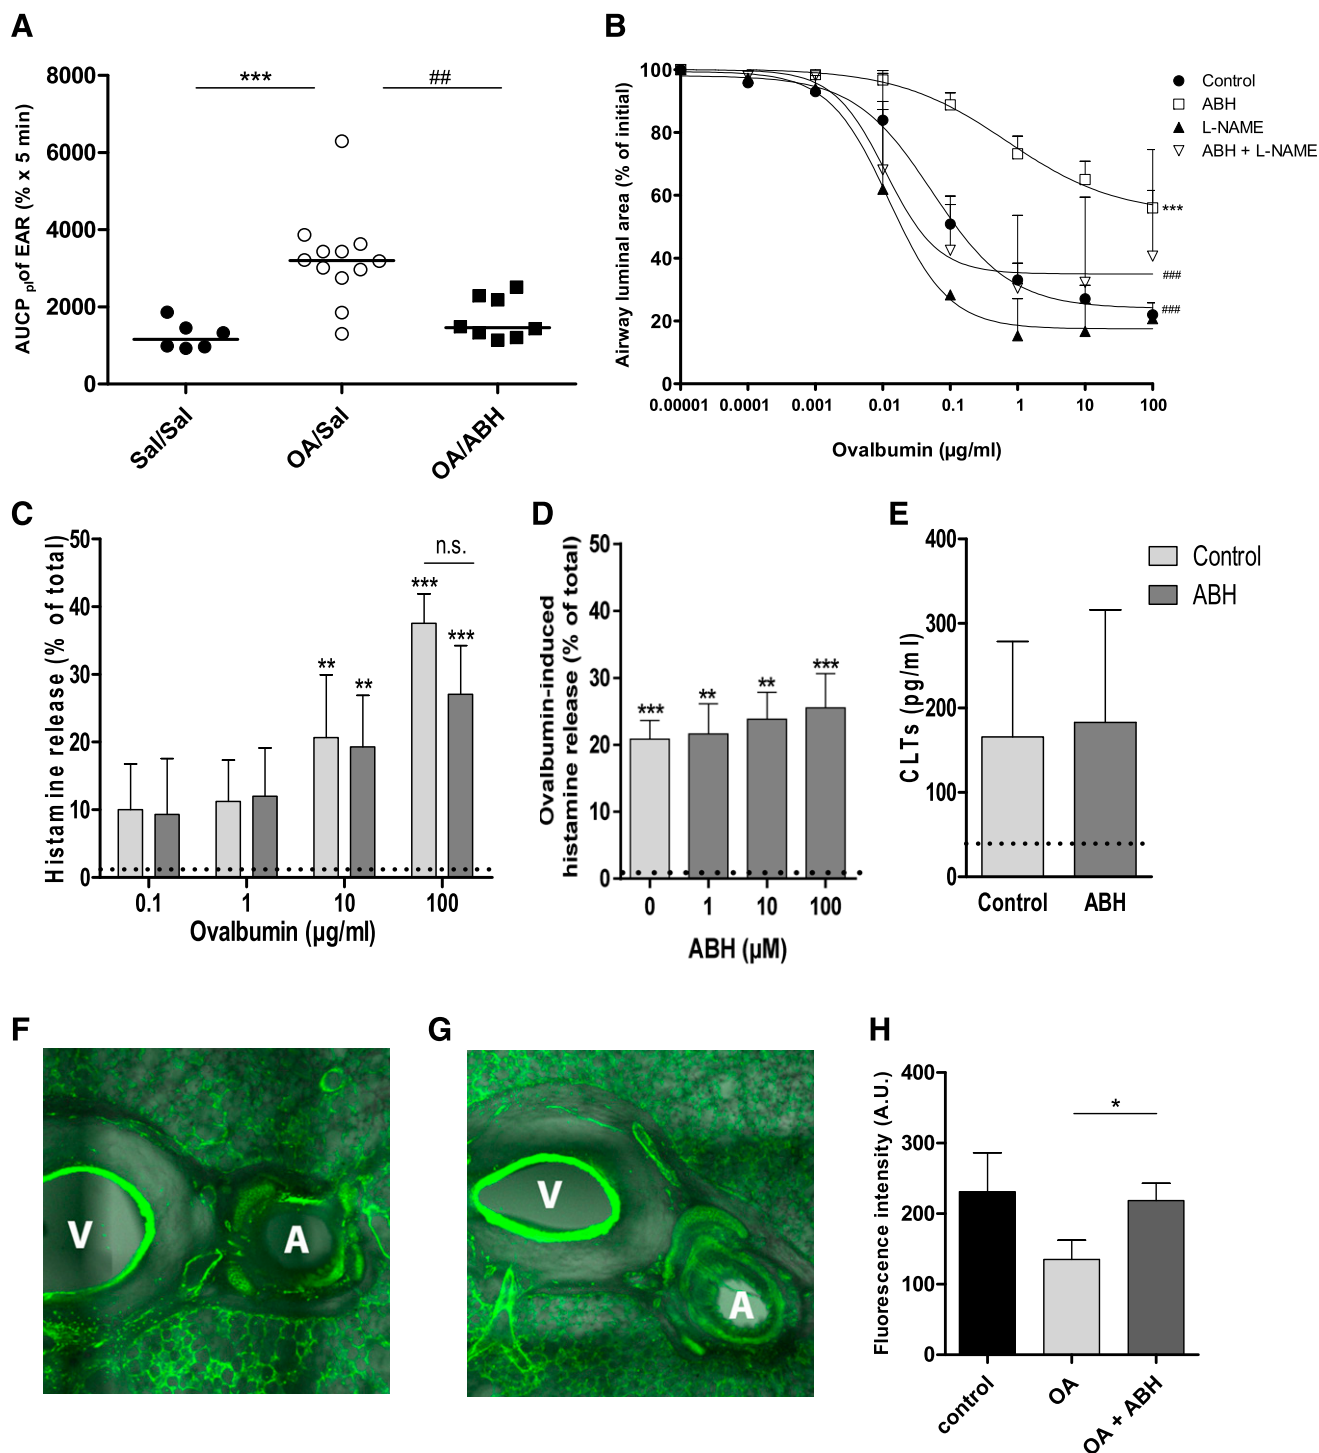 A
8000
6000
4000
2000
0
AUCP pl of EAR (% x 5 min)
***
##
Sal/Sal
OA/Sal
OA/ABH
B
100
80
60
40
20
0
Airway luminal area (% of initial)
Control
ABH
L-NAME
ABH + L-NAME
***
###
###
0.00001 0.0001 0.001 0.01 0.1 1 10 100
Ovalbumin (µg/ml)
C
50
40
30
20
10
0
Histamine release (% of total)
n.s.
***
***
**
**
0.1 1 10 100
Ovalbumin (µg/ml)
D
50
40
30
20
10
0
Ovalbumin-induced
histamine release (% of total)
***
**
**
***
0 1 10 100
ABH (µM)
E
400
300
200
100
0
CLTs (pg/ml)
Control
ABH
Control ABH
F
V
A
G
V
A
H
400
300
200
100
0
Fluorescence intensity (A.U.)
*
control
OA
OA + ABH